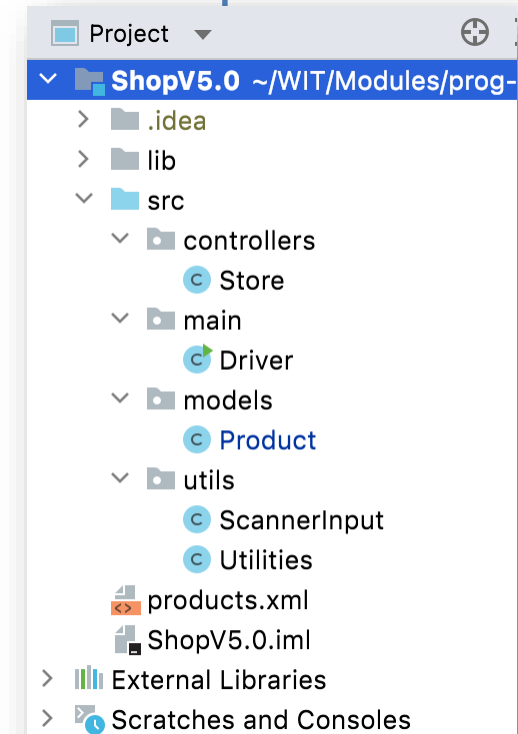 Project
ShopV5.0 ~/WIT/Modules/prog-
.idea
lib
src
controllers
C Store
main
C Driver
models
C Product
utils
C ScannerInput
C Utilities
<> products.xml
ShopV5.0.iml
External Libraries
Scratches and Consoles